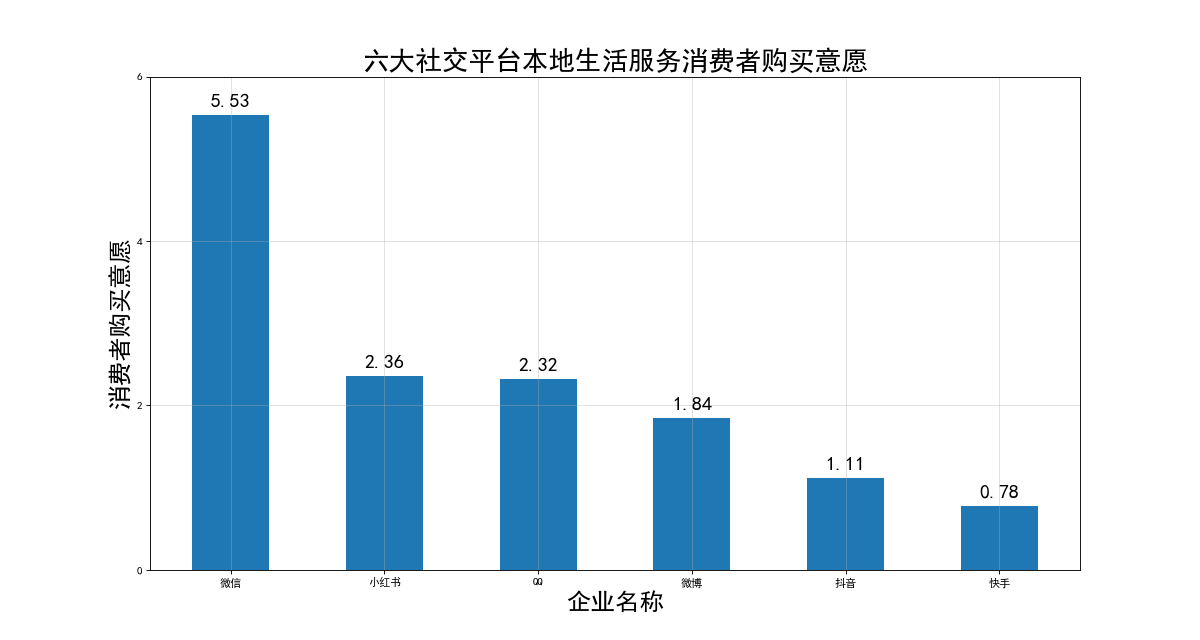 六大社交平台本地生活服务消费者购买意愿
消费者购买意愿
6
4
2
0
5.53
2.36
2.32
1.84
1.11
0.78
微信
小红书
QQ
微博
抖音
快手
企业名称